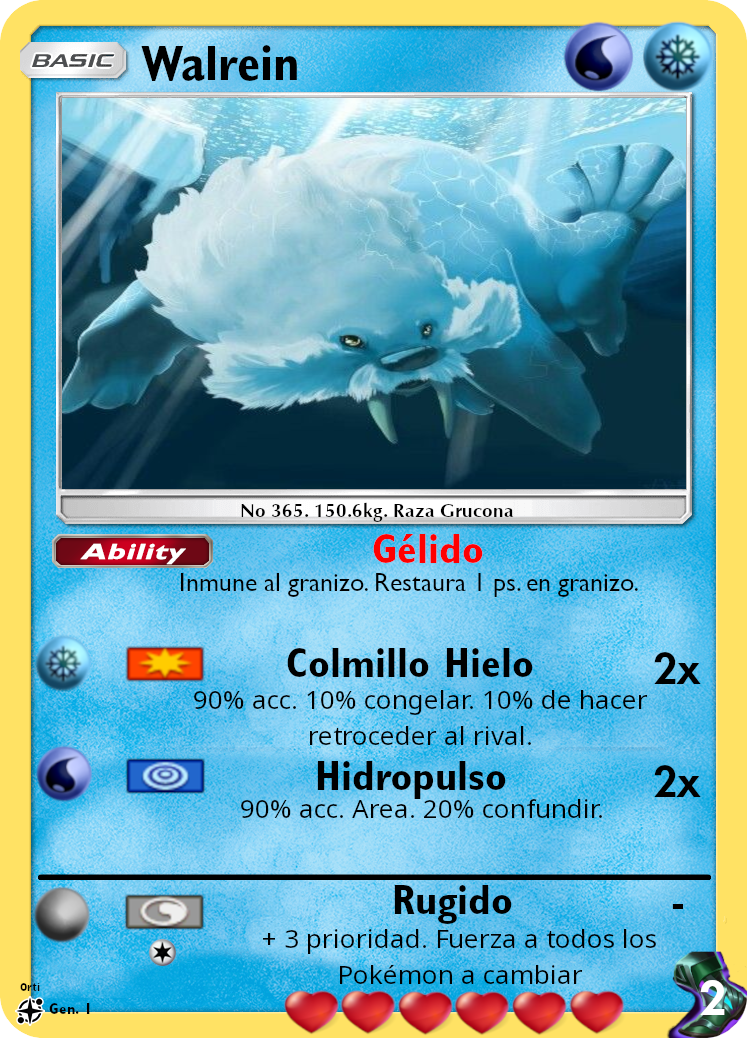 BASIC Walrein
No 365. 150.6kg. Raza Grucona
Ability Gélido
Inmune al granizo. Restaura 1 ps. en granizo.
Colmillo Hielo 2x
90% acc. 10% congelar. 10% de hacer
retroceder al rival.
Hidropulso 2x
90% acc. Area. 20% confundir.
Rugido -
+ 3 prioridad. Fuerza a todos los
Pokémon a cambiar
Orti
Gen. 1
2